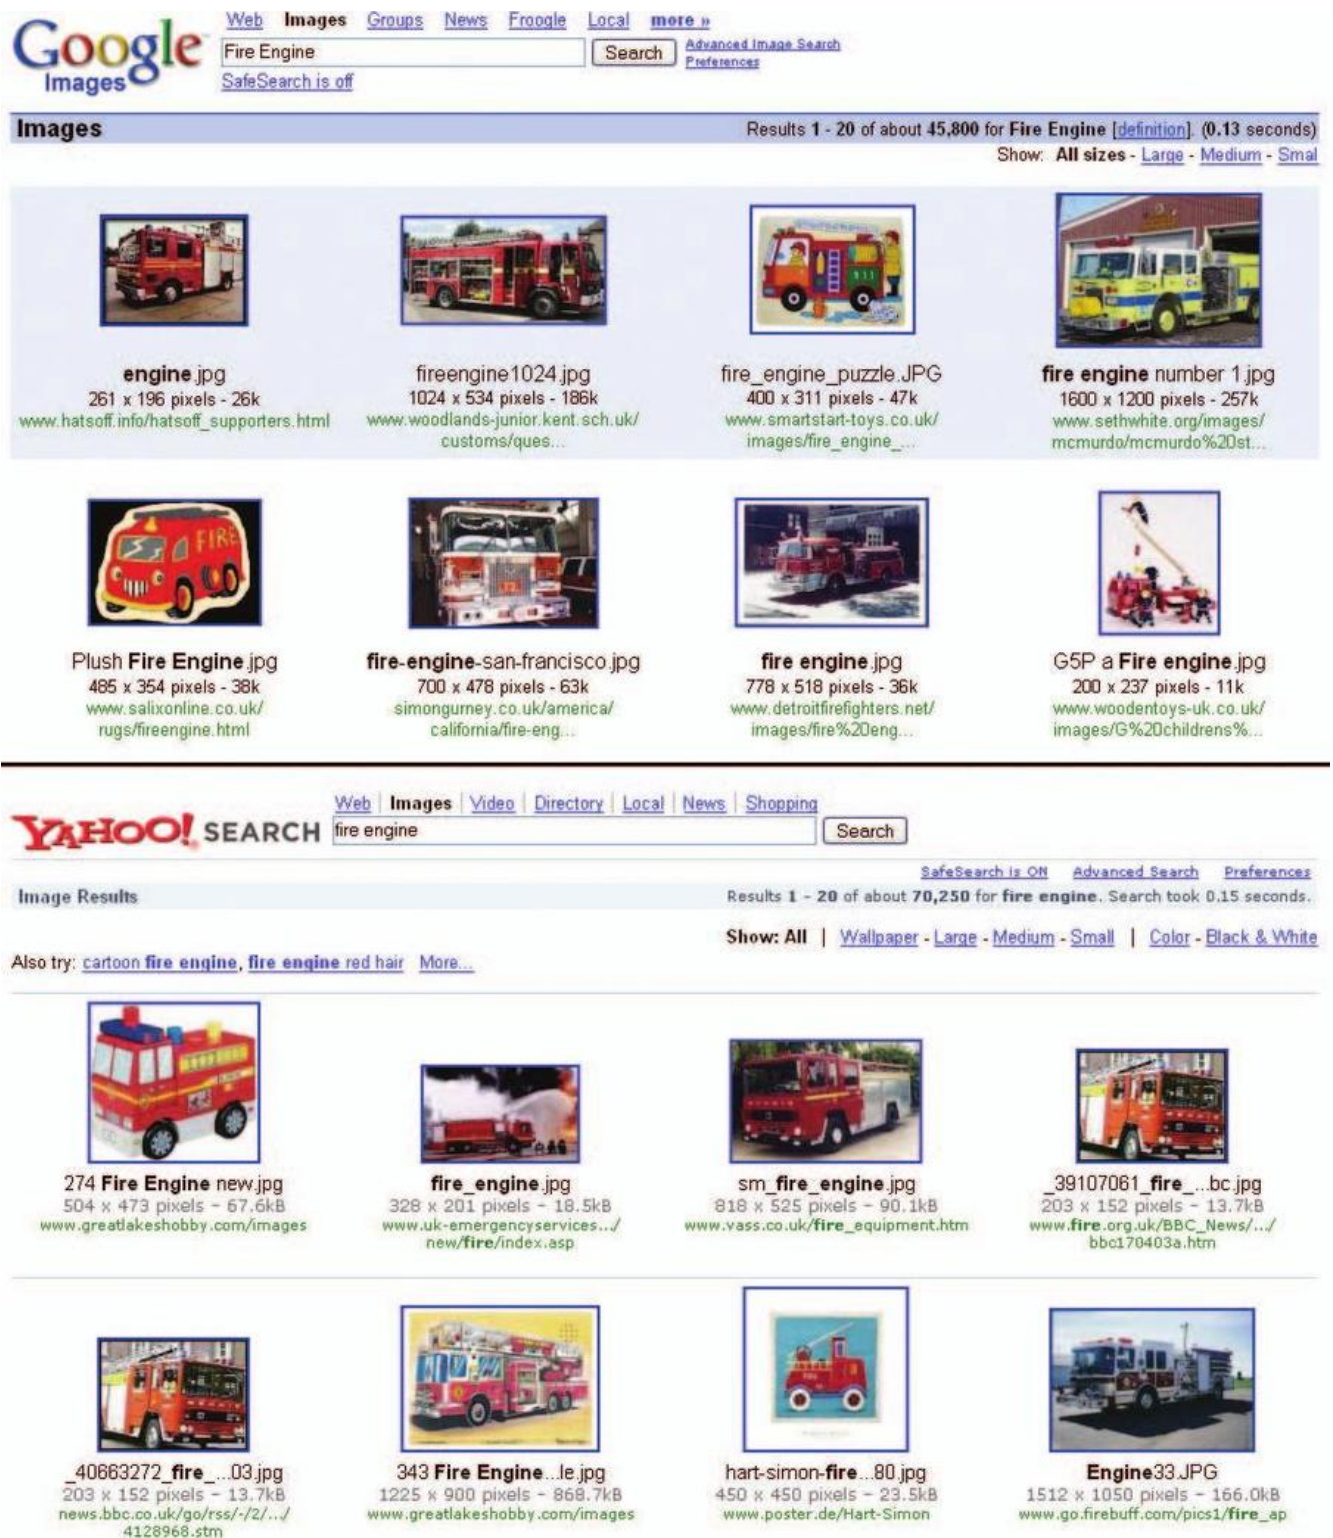 Google
Images
Web Images Groups News Froogle Local more »
Fire Engine
Search
Advanced Image Search
Preferences
SafeSearch is off
Images
Results 1 - 20 of about 45,800 for Fire Engine [definition]. (0.13 seconds)
Show: All sizes - Large - Medium - Smal
engine.jpg
261 x 196 pixels - 26k
www.hatsoff.info/hatsoff_supporters.html
fireengine1024.jpg
1024 x 534 pixels - 186k
www.woodlands-junior.kent.sch.uk/
customs/ques...
fire_engine_puzzle.JPG
400 x 311 pixels - 47k
www.smartstart-toys.co.uk/
images/fire_engine_...
fire engine number 1.jpg
1600 x 1200 pixels - 257k
www.sethwhite.org/images/
mcmurdo/mcmurdo%20st...
FIRE
Plush Fire Engine.jpg
485 x 354 pixels - 38k
www.salixonline.co.uk/
rugs/fireengine.html
fire-engine-san-francisco.jpg
700 x 478 pixels - 63k
simongurney.co.uk/america/
california/fire-eng...
fire engine.jpg
778 x 518 pixels - 36k
www.detroitfirefighters.net/
images/fire%20eng...
G5P a Fire engine.jpg
200 x 237 pixels - 11k
www.woodentoys-uk.co.uk/
images/G%20childrens%...
YAHOO! SEARCH
Web Images Video Directory Local News Shopping
fire engine
Search
SafeSearch is ON Advanced Search Preferences
Image Results
Results 1 - 20 of about 70,250 for fire engine. Search took 0.15 seconds.
Show: All | Wallpaper - Large - Medium - Small | Color - Black & White
Also try: cartoon fire engine, fire engine red hair More...
274 Fire Engine new.jpg
504 x 473 pixels - 67.6kB
www.greatlakeshobby.com/images
fire_engine.jpg
328 x 201 pixels - 18.5kB
www.uk-emergencyservices.../
new/fire/index.asp
sm_fire_engine.jpg
818 x 525 pixels - 90.1kB
www.vass.co.uk/fire_equipment.htm
_39107061_fire_...bc.jpg
203 x 152 pixels - 13.7kB
www.fire.org.uk/BBC_News/.../
bbc170403a.htm
_40663272_fire_...03.jpg
203 x 152 pixels - 13.7kB
news.bbc.co.uk/go/rss/-/2/.../
4128968.stm
343 Fire Engine...le.jpg
1225 x 900 pixels - 868.7kB
www.greatlakeshobby.com/images
hart-simon-fire...80.jpg
450 x 450 pixels - 23.5kB
www.poster.de/Hart-Simon
Engine33.JPG
1512 x 1050 pixels - 166.0kB
www.go.firebuff.com/pics1/fire_ap